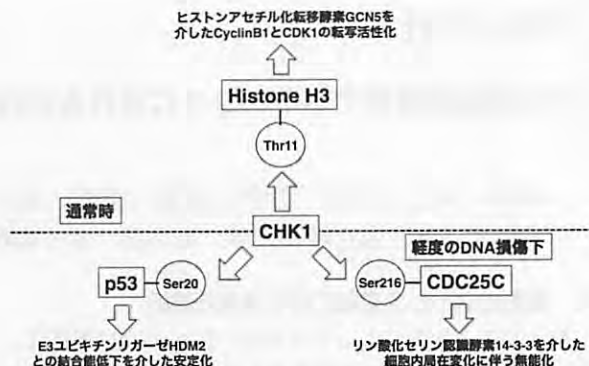 ヒストンアセチル化転移酵素GCN5を
介したCyclinB1とCDK1の転写活性化
Histone H3
Thr11
通常時
CHK1
軽度のDNA損傷下
p53
Ser20
Ser216
CDC25C
E3ユビキチンリガーゼHDM2
との結合能低下を介した安定化
リン酸化セリン認識酵素14-3-3を介した
細胞内局在変化に伴う無能化